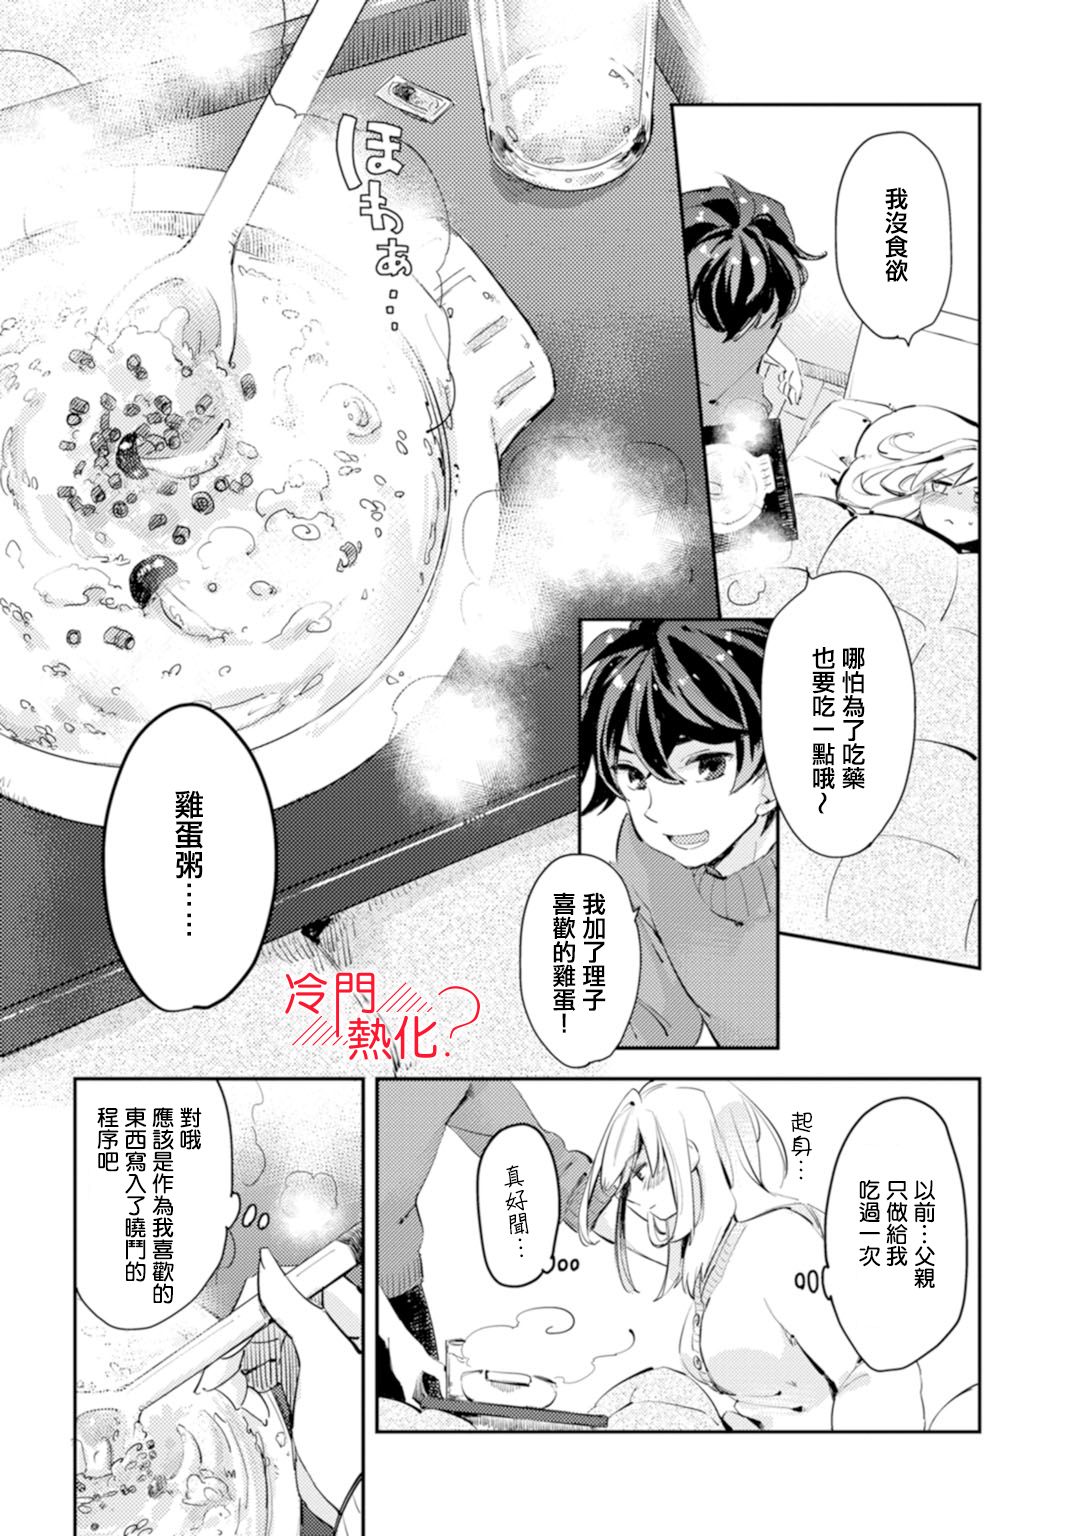 我沒食欲
哪怕為了吃藥
也要吃一點哦～
我加了理子
喜歡的雞蛋！
ほわぁ…
雞蛋粥……
冷門
熱化？
以前…父親
只做給我
吃過一次
起身…
真好聞…
對哦
應該是作為我喜歡的
東西寫入了曉鬥的
程序吧